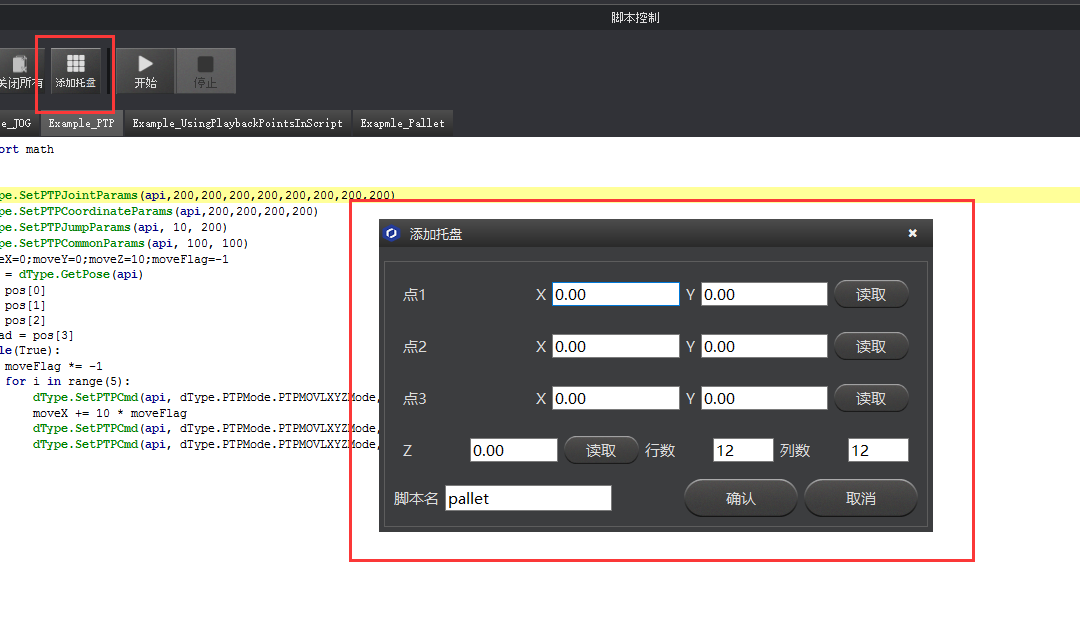 脚本控制
关闭所有 添加托盘 开始 停止
e_JOG Example_PTP Example_UsingPlaybackPointsInScript Exapmle_Pallet
ort math
pe.SetPTPJointParams(api,200,200,200,200,200,200,200,200)
pe.SetPTPCoordinateParams(api,200,200,200,200)
pe.SetPTPJumpParams(api, 10, 200)
pe.SetPTPCommonParams(api, 100, 100)
eX=0;moveY=0;moveZ=10;moveFlag=-1
= dType.GetPose(api)
pos[0]
pos[1]
pos[2]
ad = pos[3]
le(True):
moveFlag *= -1
for i in range(5):
dType.SetPTPCmd(api, dType.PTPMode.PTPMOVLXYZMode,
moveX += 10 * moveFlag
dType.SetPTPCmd(api, dType.PTPMode.PTPMOVLXYZMode,
dType.SetPTPCmd(api, dType.PTPMode.PTPMOVLXYZMode,
添加托盘
点1 X 0.00 Y 0.00 读取
点2 X 0.00 Y 0.00 读取
点3 X 0.00 Y 0.00 读取
Z 0.00 读取 行数 12 列数 12
脚本名 pallet 确认 取消